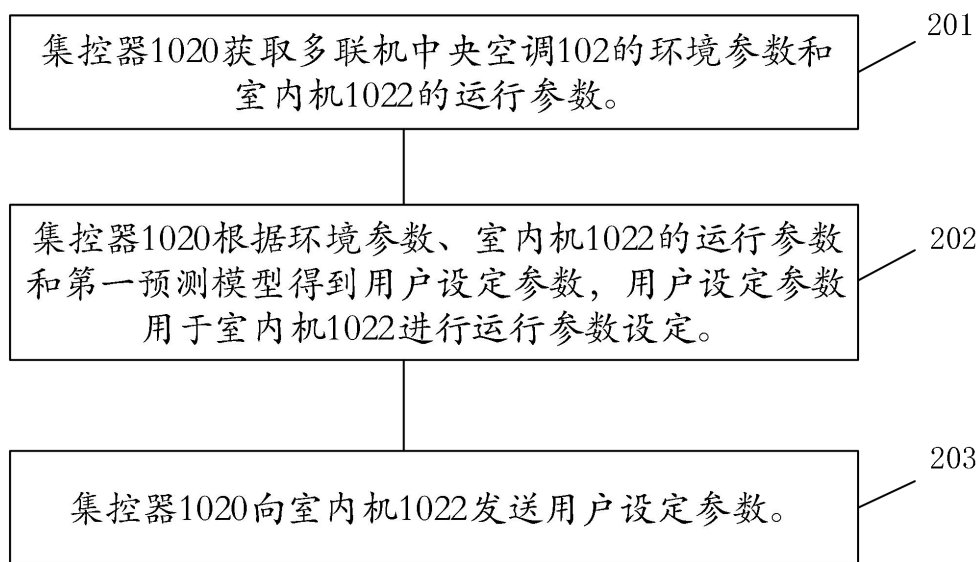 集控器1020获取多联机中央空调102的环境参数和
室内机1022的运行参数。
201
集控器1020根据环境参数、室内机1022的运行参数
和第一预测模型得到用户设定参数，用户设定参数
用于室内机1022进行运行参数设定。
202
集控器1020向室内机1022发送用户设定参数。
203